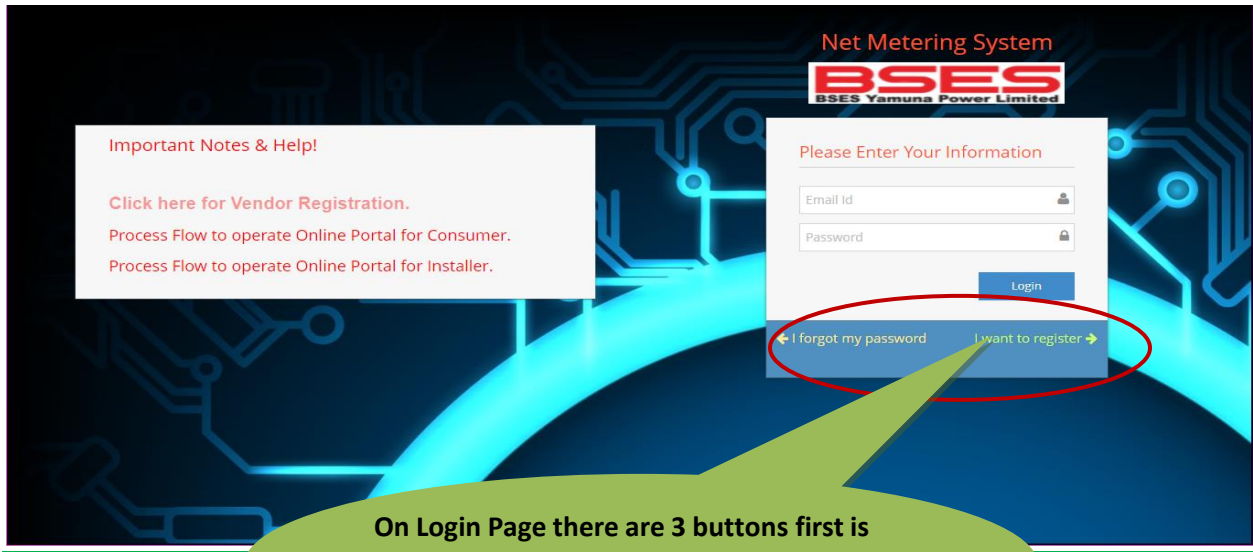 Net Metering System
BSES
BSES Yamuna Power Limited
Important Notes & Help!
Click here for Vendor Registration.
Process Flow to operate Online Portal for Consumer.
Process Flow to operate Online Portal for Installer.
Please Enter Your Information
Email Id
Password
Login
I forgot my password
I want to register
On Login Page there are 3 buttons first is